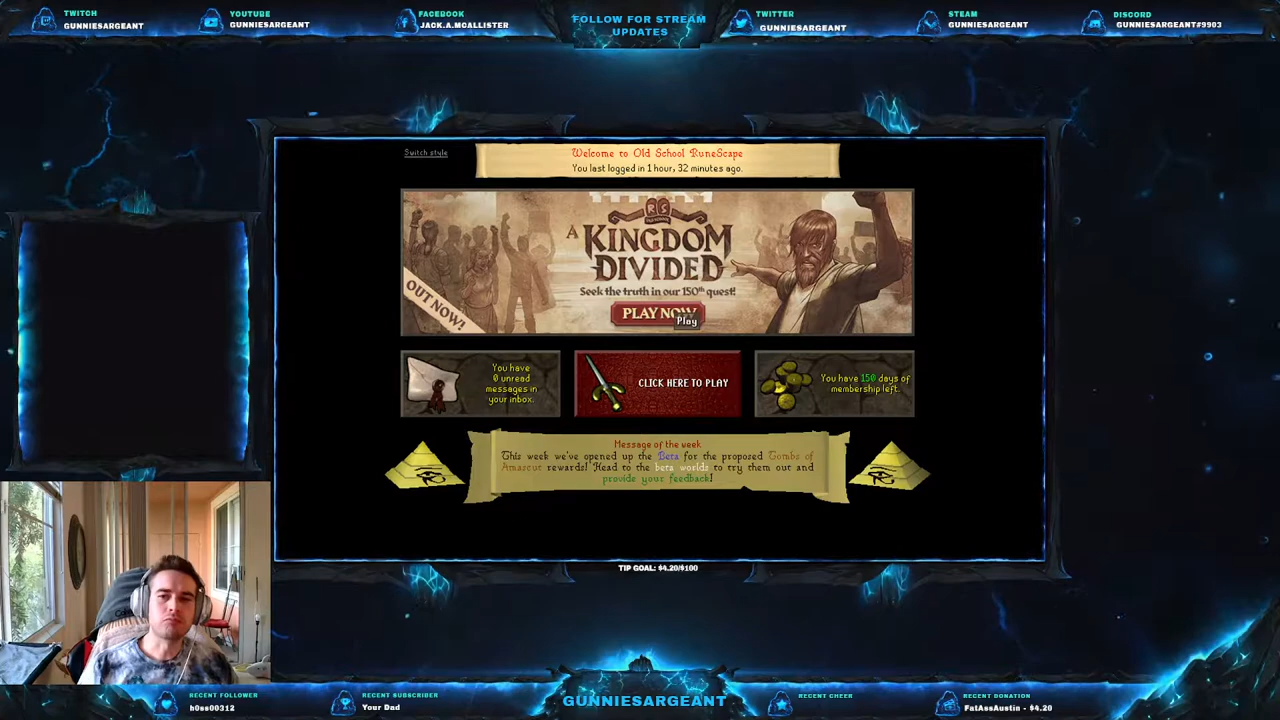 TWITCH
GUNNIESARGEANT
YOUTUBE
GUNNIESARGEANT
FACEBOOK
JACK.A.MCALLISTER
FOLLOW FOR STREAM
UPDATES
TWITTER
GUNNIESARGEANT
STEAM
GUNNIESARGEANT
DISCORD
GUNNIESARGEANT#9903
Switch style
Welcome to Old School RuneScape
You last logged in 1 hour, 32 minutes ago.
A KINGDOM
DIVIDED
Seek the truth in our 150th quest!
OUT NOW!
PLAY NOW
Play
You have
0 unread
messages in
your inbox.
CLICK HERE TO PLAY
You have 150 days of
membership left.
Message of the week
This week we've opened up the Beta for the proposed Tombs of
Amascut rewards! Head to the beta worlds to try them out and
provide your feedback!
TIP GOAL: $4.20/$100
RECENT FOLLOWER
h0ss00312
RECENT SUBSCRIBER
Your Dad
GUNNIESARGEANT
RECENT CHEER
RECENT DONATION
FatAssAustin - $4.20